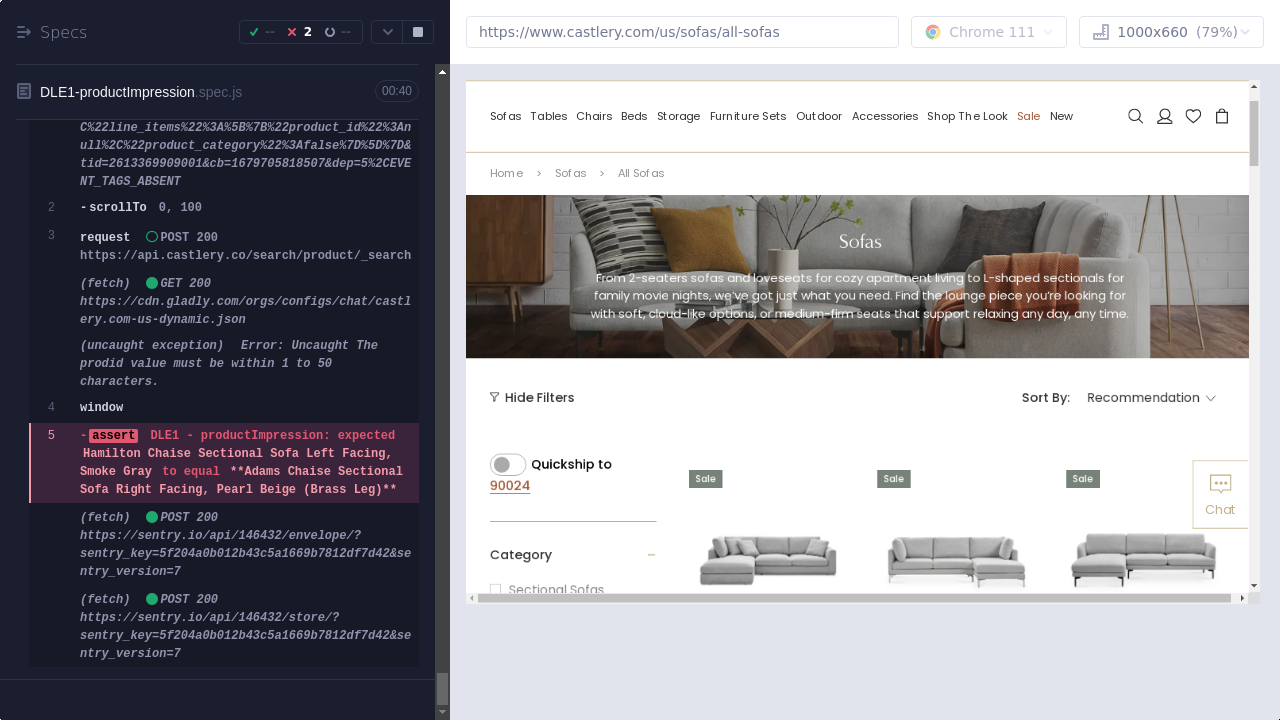 Specs
--
2
--
DLE1-productImpression.spec.js
00:40
C%22line_items%22%3A%5B%7B%22product_id%22%3An
ull%2C%22product_category%22%3Afalse%7D%5D%7D&
tid=2613369909001&cb=1679705818507&dep=5%2CEVE
NT_TAGS_ABSENT
2 -scrollTo 0, 100
3 request POST 200
https://api.castlery.co/search/product/_search
(fetch) GET 200
https://cdn.gladly.com/orgs/configs/chat/castl
ery.com-us-dynamic.json
(uncaught exception) Error: Uncaught The
prodid value must be within 1 to 50
characters.
4 window
5 -assert DLE1 - productImpression: expected
Hamilton Chaise Sectional Sofa Left Facing,
Smoke Gray to equal **Adams Chaise Sectional
Sofa Right Facing, Pearl Beige (Brass Leg)**
(fetch) POST 200
https://sentry.io/api/146432/envelope/?
sentry_key=5f204a0b012b43c5a1669b7812df7d42&se
ntry_version=7
(fetch) POST 200
https://sentry.io/api/146432/store/?
sentry_key=5f204a0b012b43c5a1669b7812df7d42&se
ntry_version=7
https://www.castlery.com/us/sofas/all-sofas
Chrome 111
1000x660 (79%)
Sofas Tables Chairs Beds Storage Furniture Sets Outdoor Accessories Shop The Look Sale New
Home > Sofas > All Sofas
Sofas
From 2-seaters sofas and loveseats for cozy apartment living to L-shaped sectionals for
family movie nights, we've got just what you need. Find the lounge piece you're looking for
with soft, cloud-like options, or medium-firm seats that support relaxing any day, any time.
Hide Filters
Sort By: Recommendation
Quickship to
90024
Sale
Sale
Sale
Chat
Category
Sectional Sofas